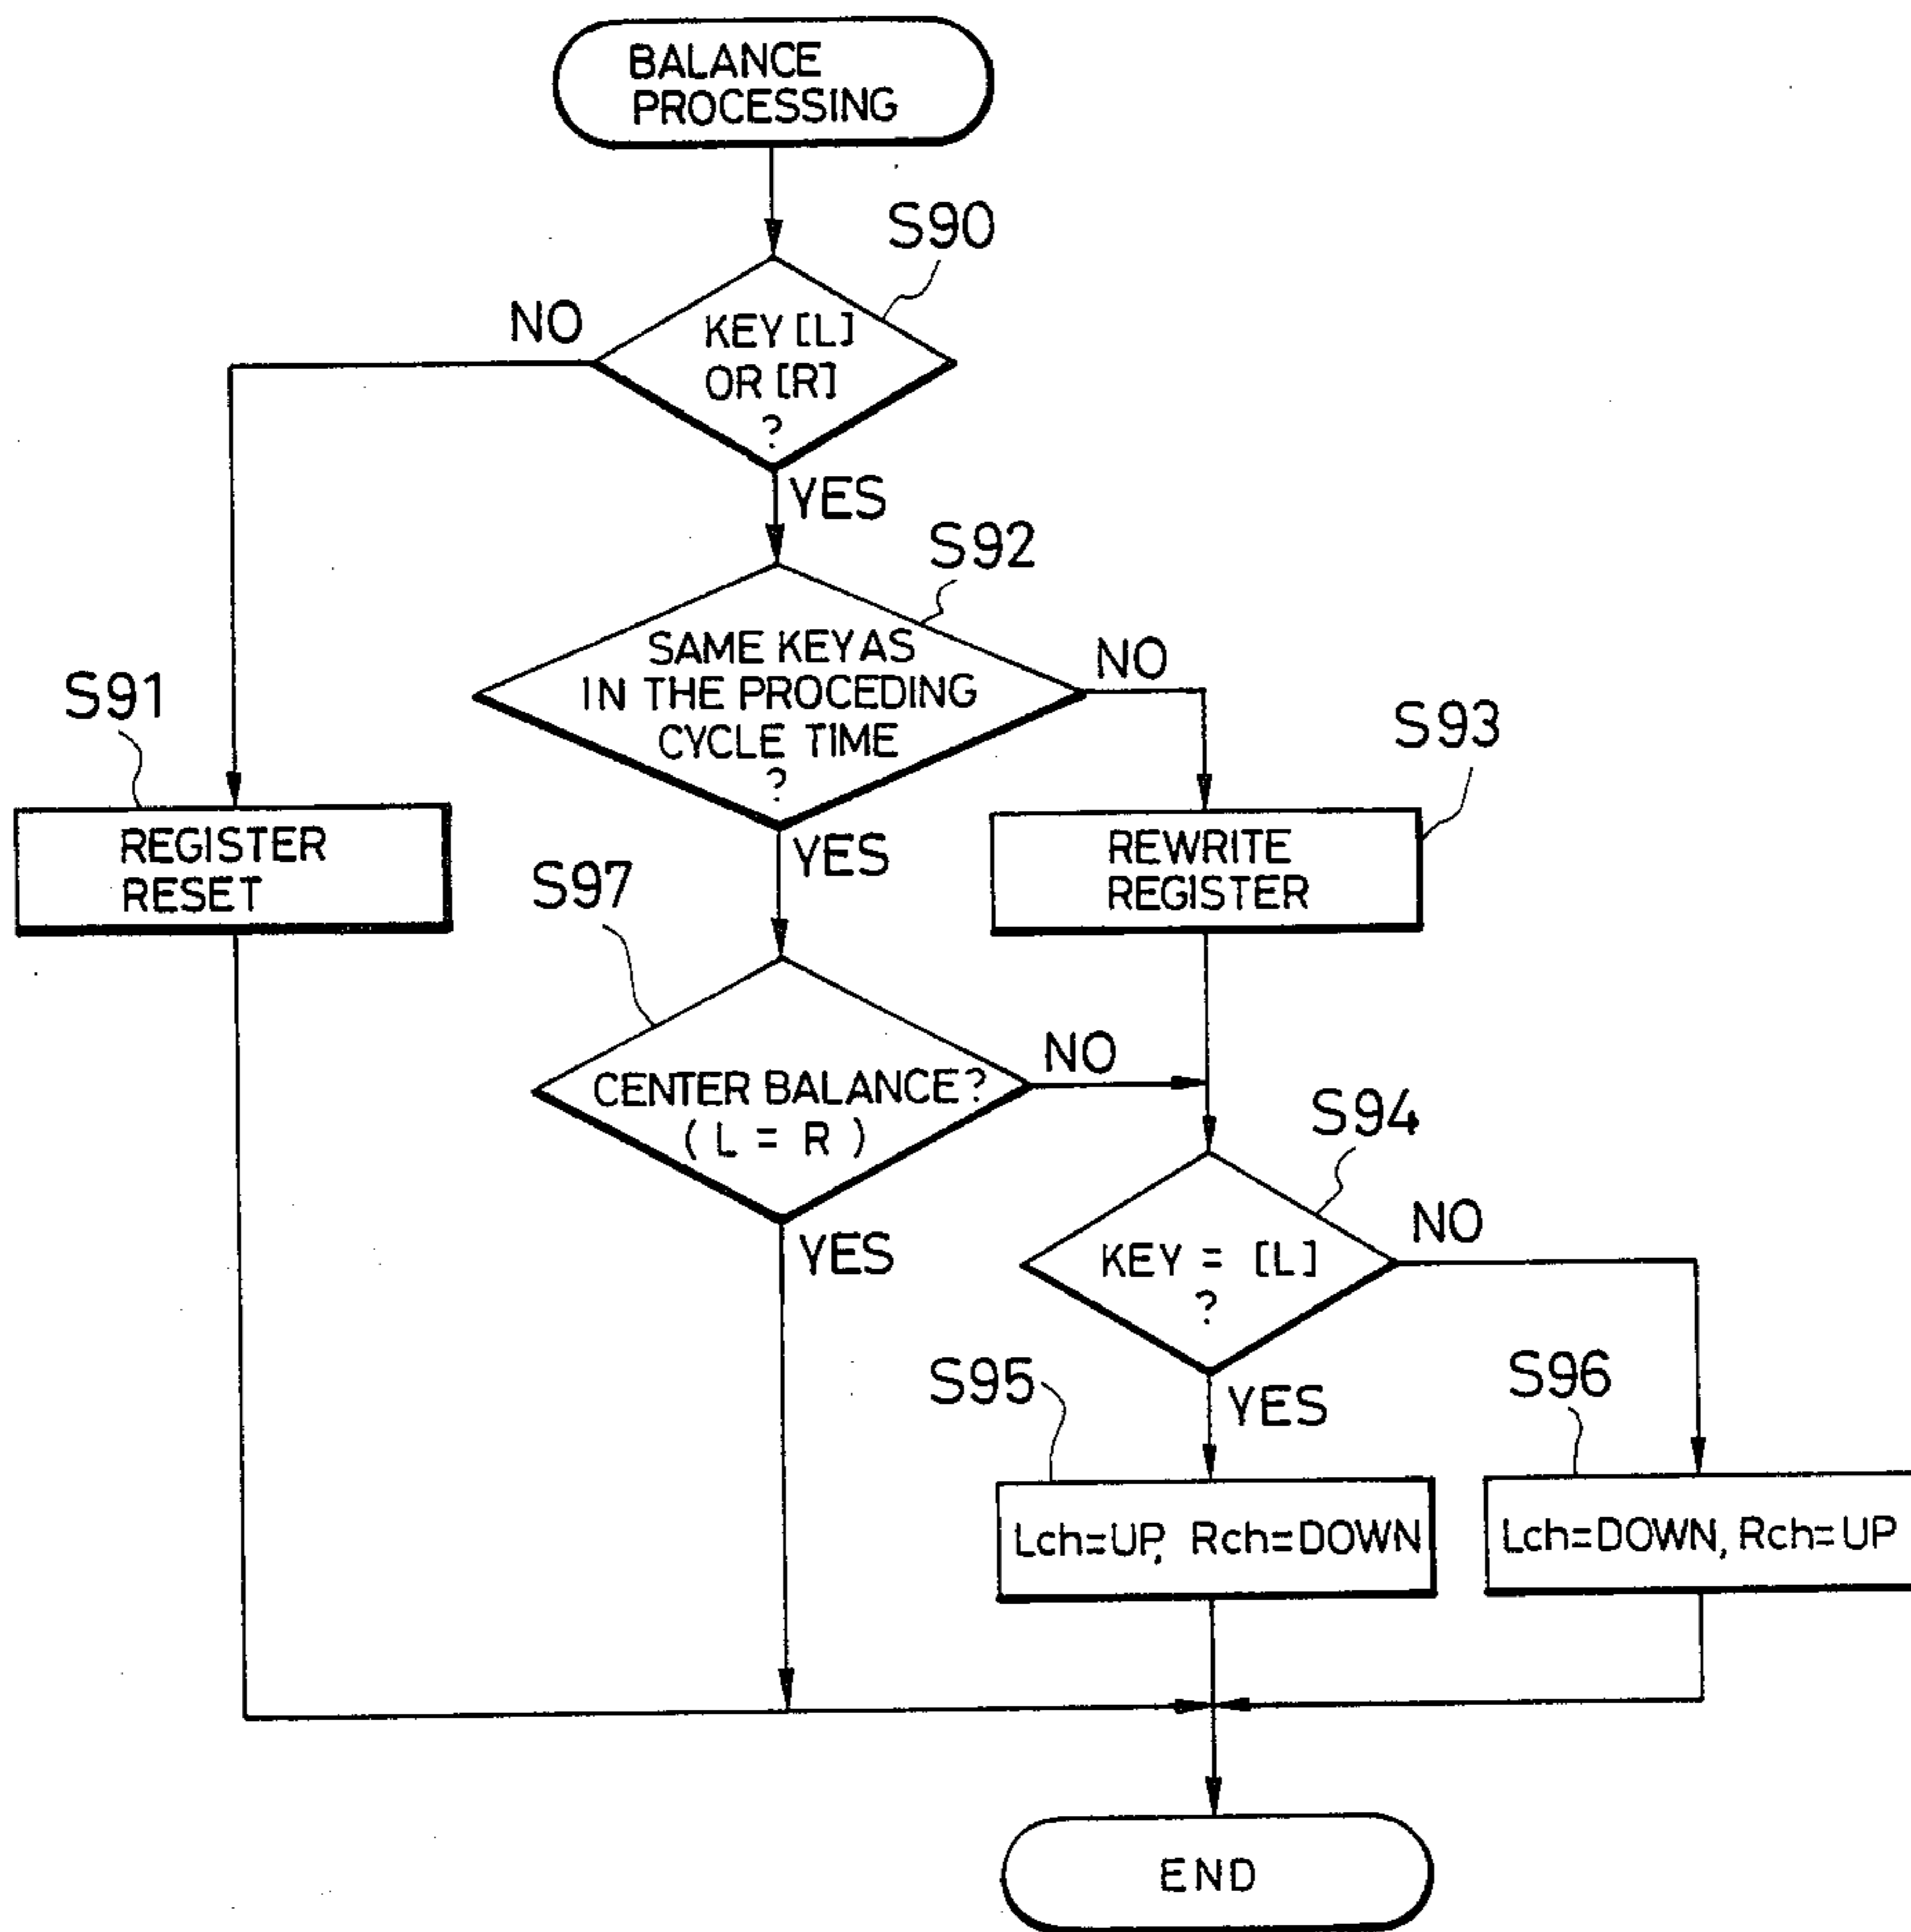 BALANCE
PROCESSING
S90
NO
KEY [L]
OR [R]
?
YES
S92
SAME KEY AS
IN THE PROCEDING
CYCLE TIME
?
NO
S91
S93
REGISTER
RESET
YES
REWRITE
REGISTER
S97
CENTER BALANCE?
( L = R )
NO
YES
S94
KEY = [L]
?
NO
S95
YES
S96
Lch=UP, Rch=DOWN
Lch=DOWN, Rch=UP
END